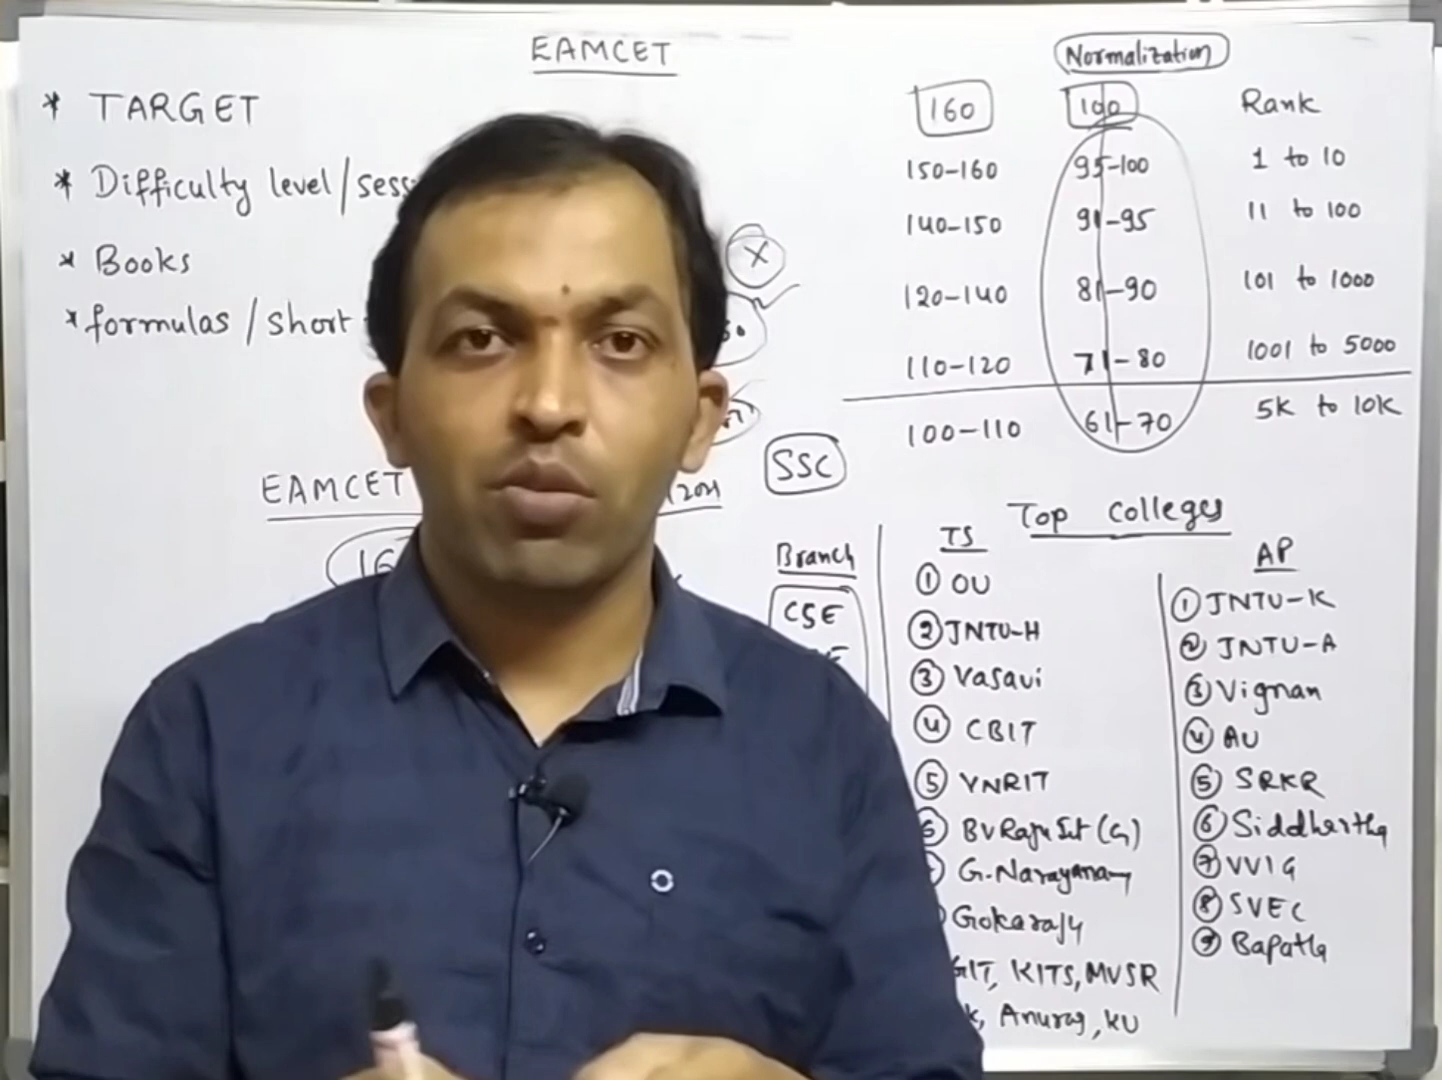 EAMCET
* TARGET
* Difficulty level/sess
* Books
* formulas / short
X
EAMCET
16
SSC
Branch
CSE
Normalization
160 100 Rank
150-160 95-100 1 to 10
140-150 91-95 11 to 100
120-140 81-90 101 to 1000
110-120 71-80 1001 to 5000
100-110 61-70 5K to 10K
Top colleges
TS
① OU
② JNTU-H
③ Vasavi
④ CBIT
⑤ VNRIT
6 BV Raju Inst (G)
G. Narayanam
Gokaraju
GIT, KITS, MVSR
k, Anurag, KU
AP
① JNTU-K
② JNTU-A
③ Vignan
④ AU
⑤ SRKR
⑥ Siddhartha
⑦ VVIG
⑧ SVEC
⑨ Bapatla